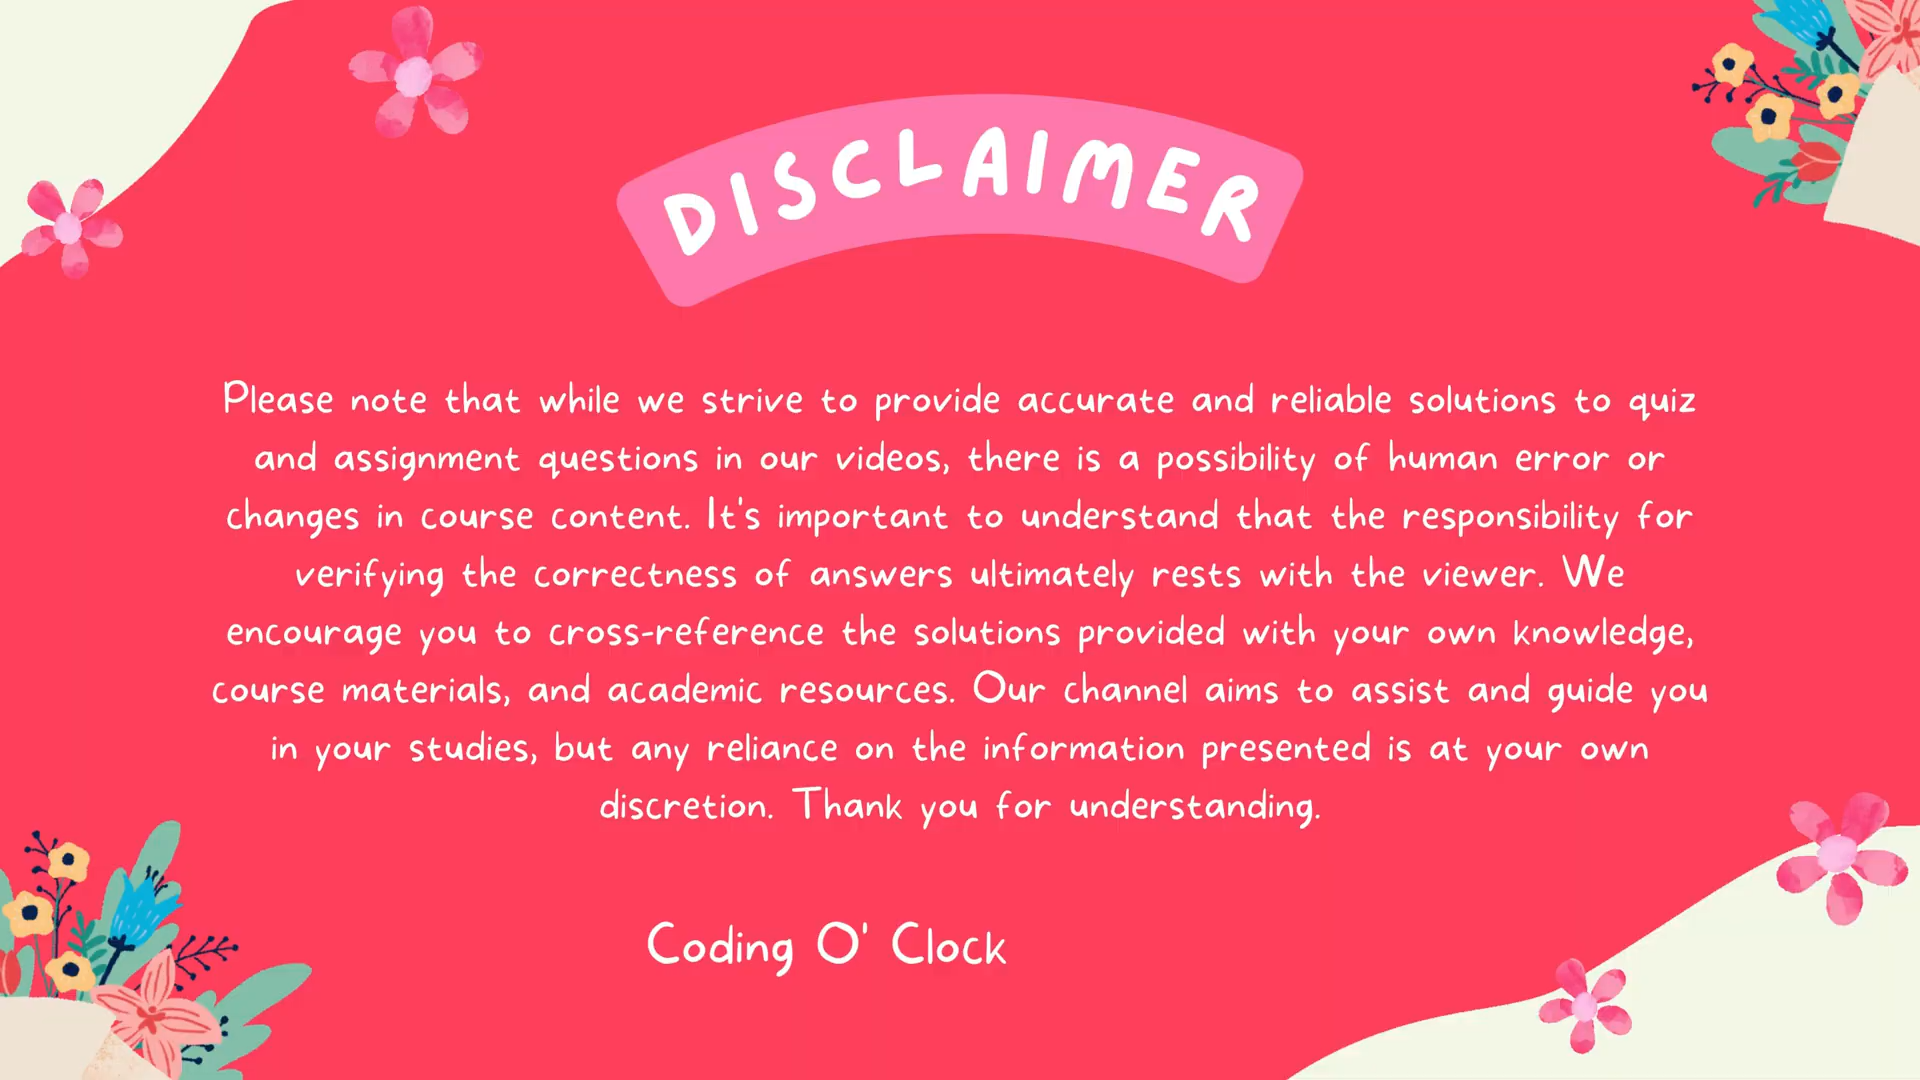 DISCLAIMER
Please note that while we strive to provide accurate and reliable solutions to quiz
and assignment questions in our videos, there is a possibility of human error or
changes in course content. It's important to understand that the responsibility for
verifying the correctness of answers ultimately rests with the viewer. We
encourage you to cross-reference the solutions provided with your own knowledge,
course materials, and academic resources. Our channel aims to assist and guide you
in your studies, but any reliance on the information presented is at your own
discretion. Thank you for understanding.
Coding O' Clock